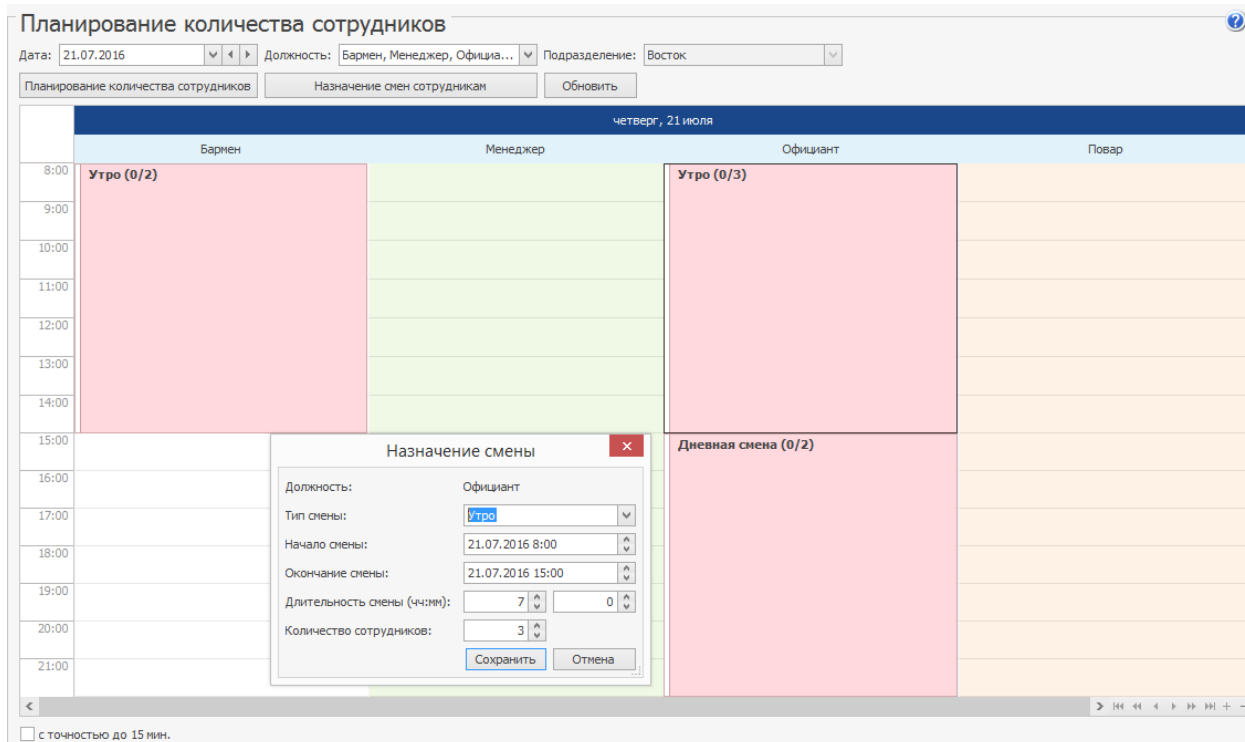 Планирование количества сотрудников
Дата: 21.07.2016 Должность: Бармен, Менеджер, Официа... Подразделение: Восток
Планирование количества сотрудников Назначение смен сотрудникам Обновить
четверг, 21 июля
Бармен Менеджер Официант Повар
8:00 Утро (0/2) Утро (0/3)
9:00
10:00
11:00
12:00
13:00
14:00
15:00 Дневная смена (0/2)
16:00
17:00
18:00
19:00
20:00
21:00
Назначение смены
Должность: Официант
Тип смены: Утро
Начало смены: 21.07.2016 8:00
Окончание смены: 21.07.2016 15:00
Длительность смены (чч:мм): 7 0
Количество сотрудников: 3
Сохранить Отмена
с точностью до 15 мин.